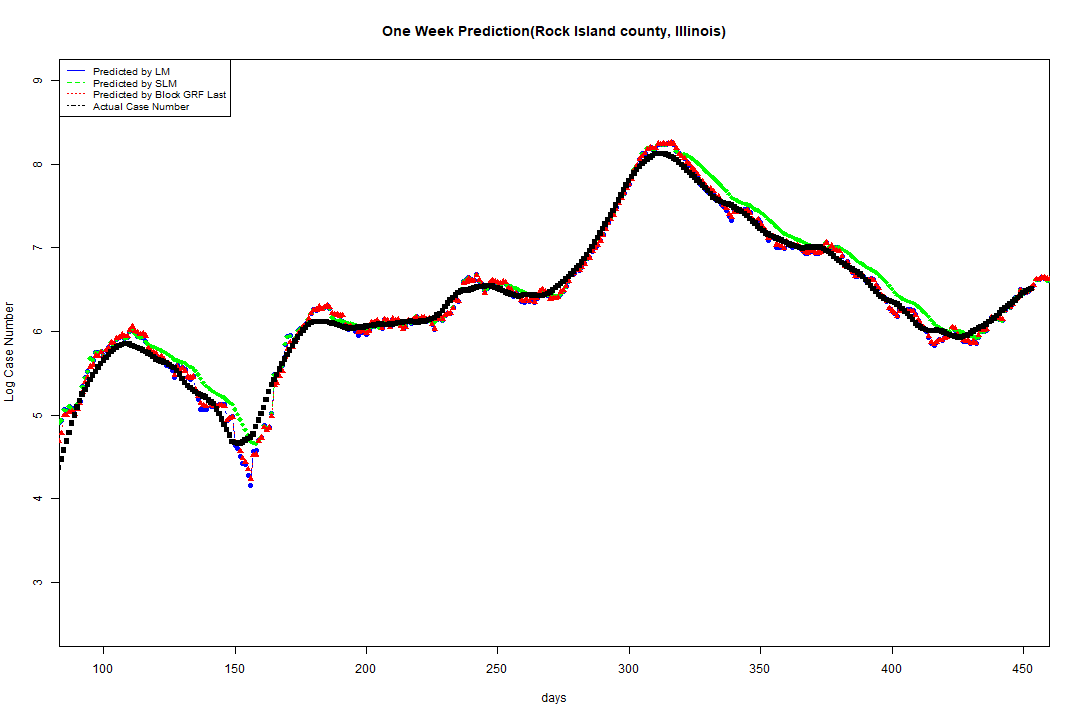 One Week Prediction(Rock Island county, Illinois)
Predicted by LM
Predicted by SLM
Predicted by Block GRF Last
Actual Case Number
9
8
7
6
5
4
3
Log Case Number
100 150 200 250 300 350 400 450
days